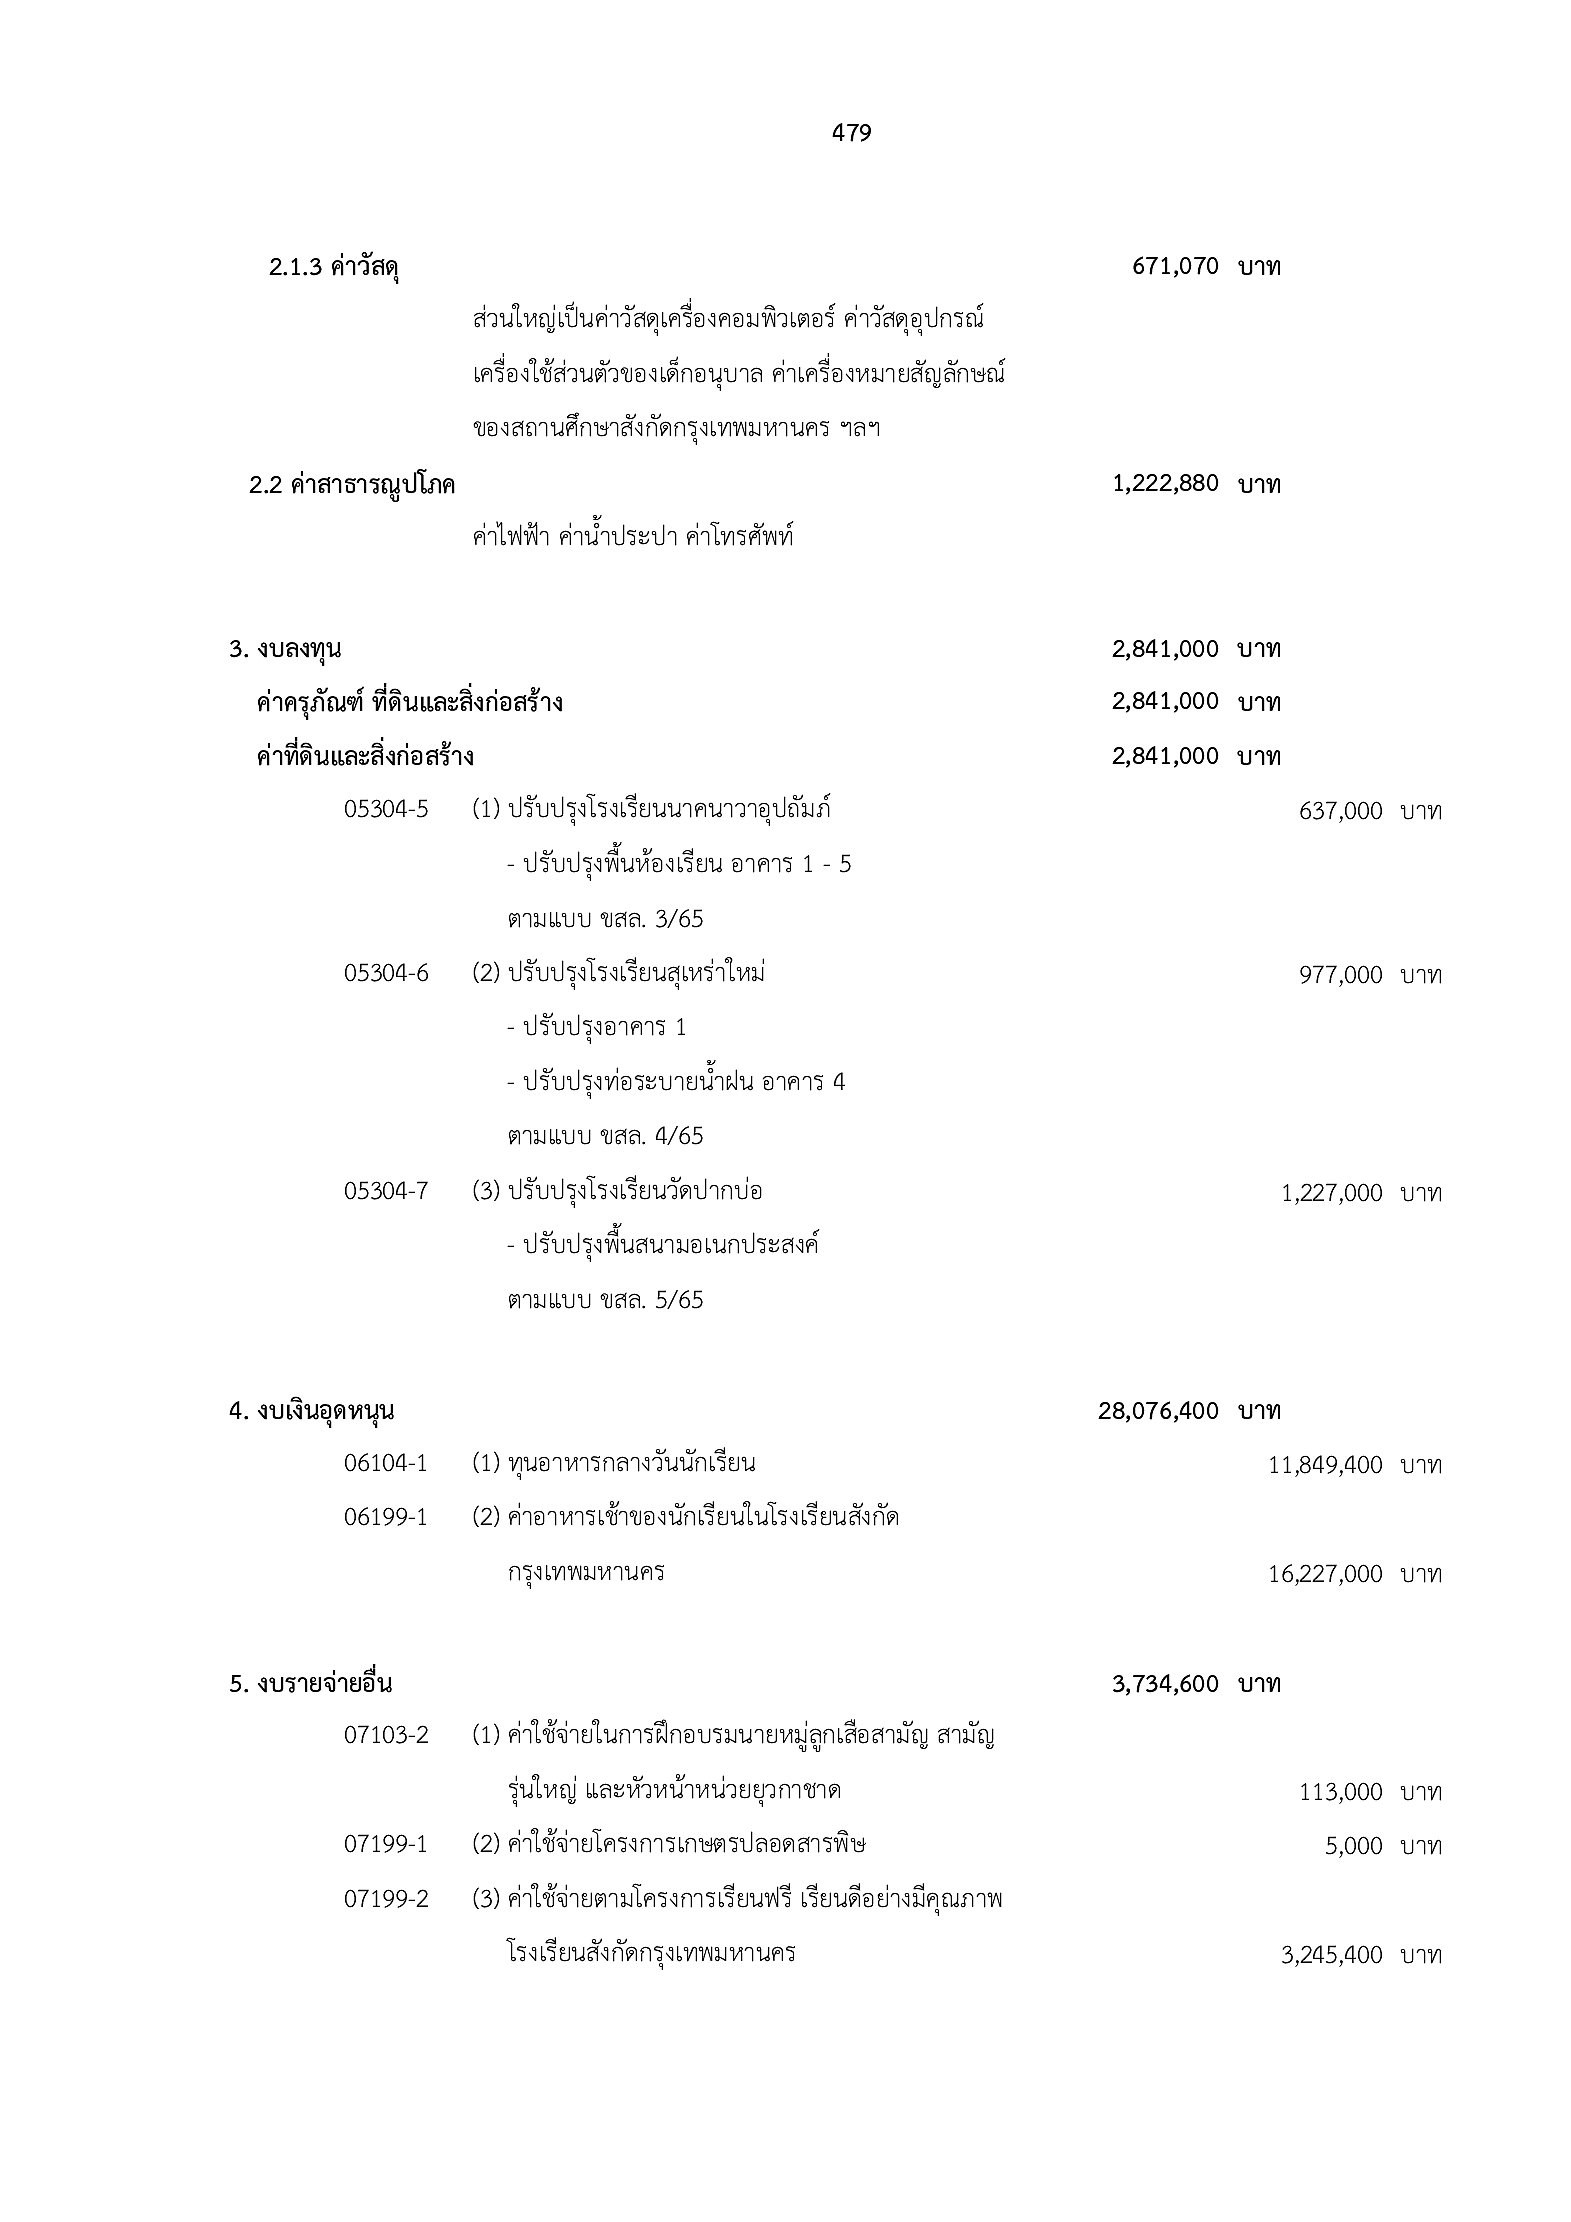 479
2.1.3 ค่าวัสดุ 671,070 บาท
ส่วนใหญ่เป็นค่าวัสดุเครื่องคอมพิวเตอร์ ค่าวัสดุอุปกรณ์
เครื่องใช้ส่วนตัวของเด็กอนุบาล ค่าเครื่องหมายสัญลักษณ์
ของสถานศึกษาสังกัดกรุงเทพมหานคร ฯลฯ
2.2 ค่าสาธารณูปโภค 1,222,880 บาท
ค่าไฟฟ้า ค่าน้ำประปา ค่าโทรศัพท์
3. งบลงทุน 2,841,000 บาท
ค่าครุภัณฑ์ ที่ดินและสิ่งก่อสร้าง 2,841,000 บาท
ค่าที่ดินและสิ่งก่อสร้าง 2,841,000 บาท
05304-5 (1) ปรับปรุงโรงเรียนนาคนาวาอุปถัมภ์ 637,000 บาท
- ปรับปรุงพื้นห้องเรียน อาคาร 1 - 5
ตามแบบ ขสล. 3/65
05304-6 (2) ปรับปรุงโรงเรียนสุเหร่าใหม่ 977,000 บาท
- ปรับปรุงอาคาร 1
- ปรับปรุงท่อระบายน้ำฝน อาคาร 4
ตามแบบ ขสล. 4/65
05304-7 (3) ปรับปรุงโรงเรียนวัดปากบ่อ 1,227,000 บาท
- ปรับปรุงพื้นสนามอเนกประสงค์
ตามแบบ ขสล. 5/65
4. งบเงินอุดหนุน 28,076,400 บาท
06104-1 (1) ทุนอาหารกลางวันนักเรียน 11,849,400 บาท
06199-1 (2) ค่าอาหารเช้าของนักเรียนในโรงเรียนสังกัด
กรุงเทพมหานคร 16,227,000 บาท
5. งบรายจ่ายอื่น 3,734,600 บาท
07103-2 (1) ค่าใช้จ่ายในการฝึกอบรมนายหมู่ลูกเสือสามัญ สามัญ
รุ่นใหญ่ และหัวหน้าหน่วยยุวกาชาด 113,000 บาท
07199-1 (2) ค่าใช้จ่ายโครงการเกษตรปลอดสารพิษ 5,000 บาท
07199-2 (3) ค่าใช้จ่ายตามโครงการเรียนฟรี เรียนดีอย่างมีคุณภาพ
โรงเรียนสังกัดกรุงเทพมหานคร 3,245,400 บาท